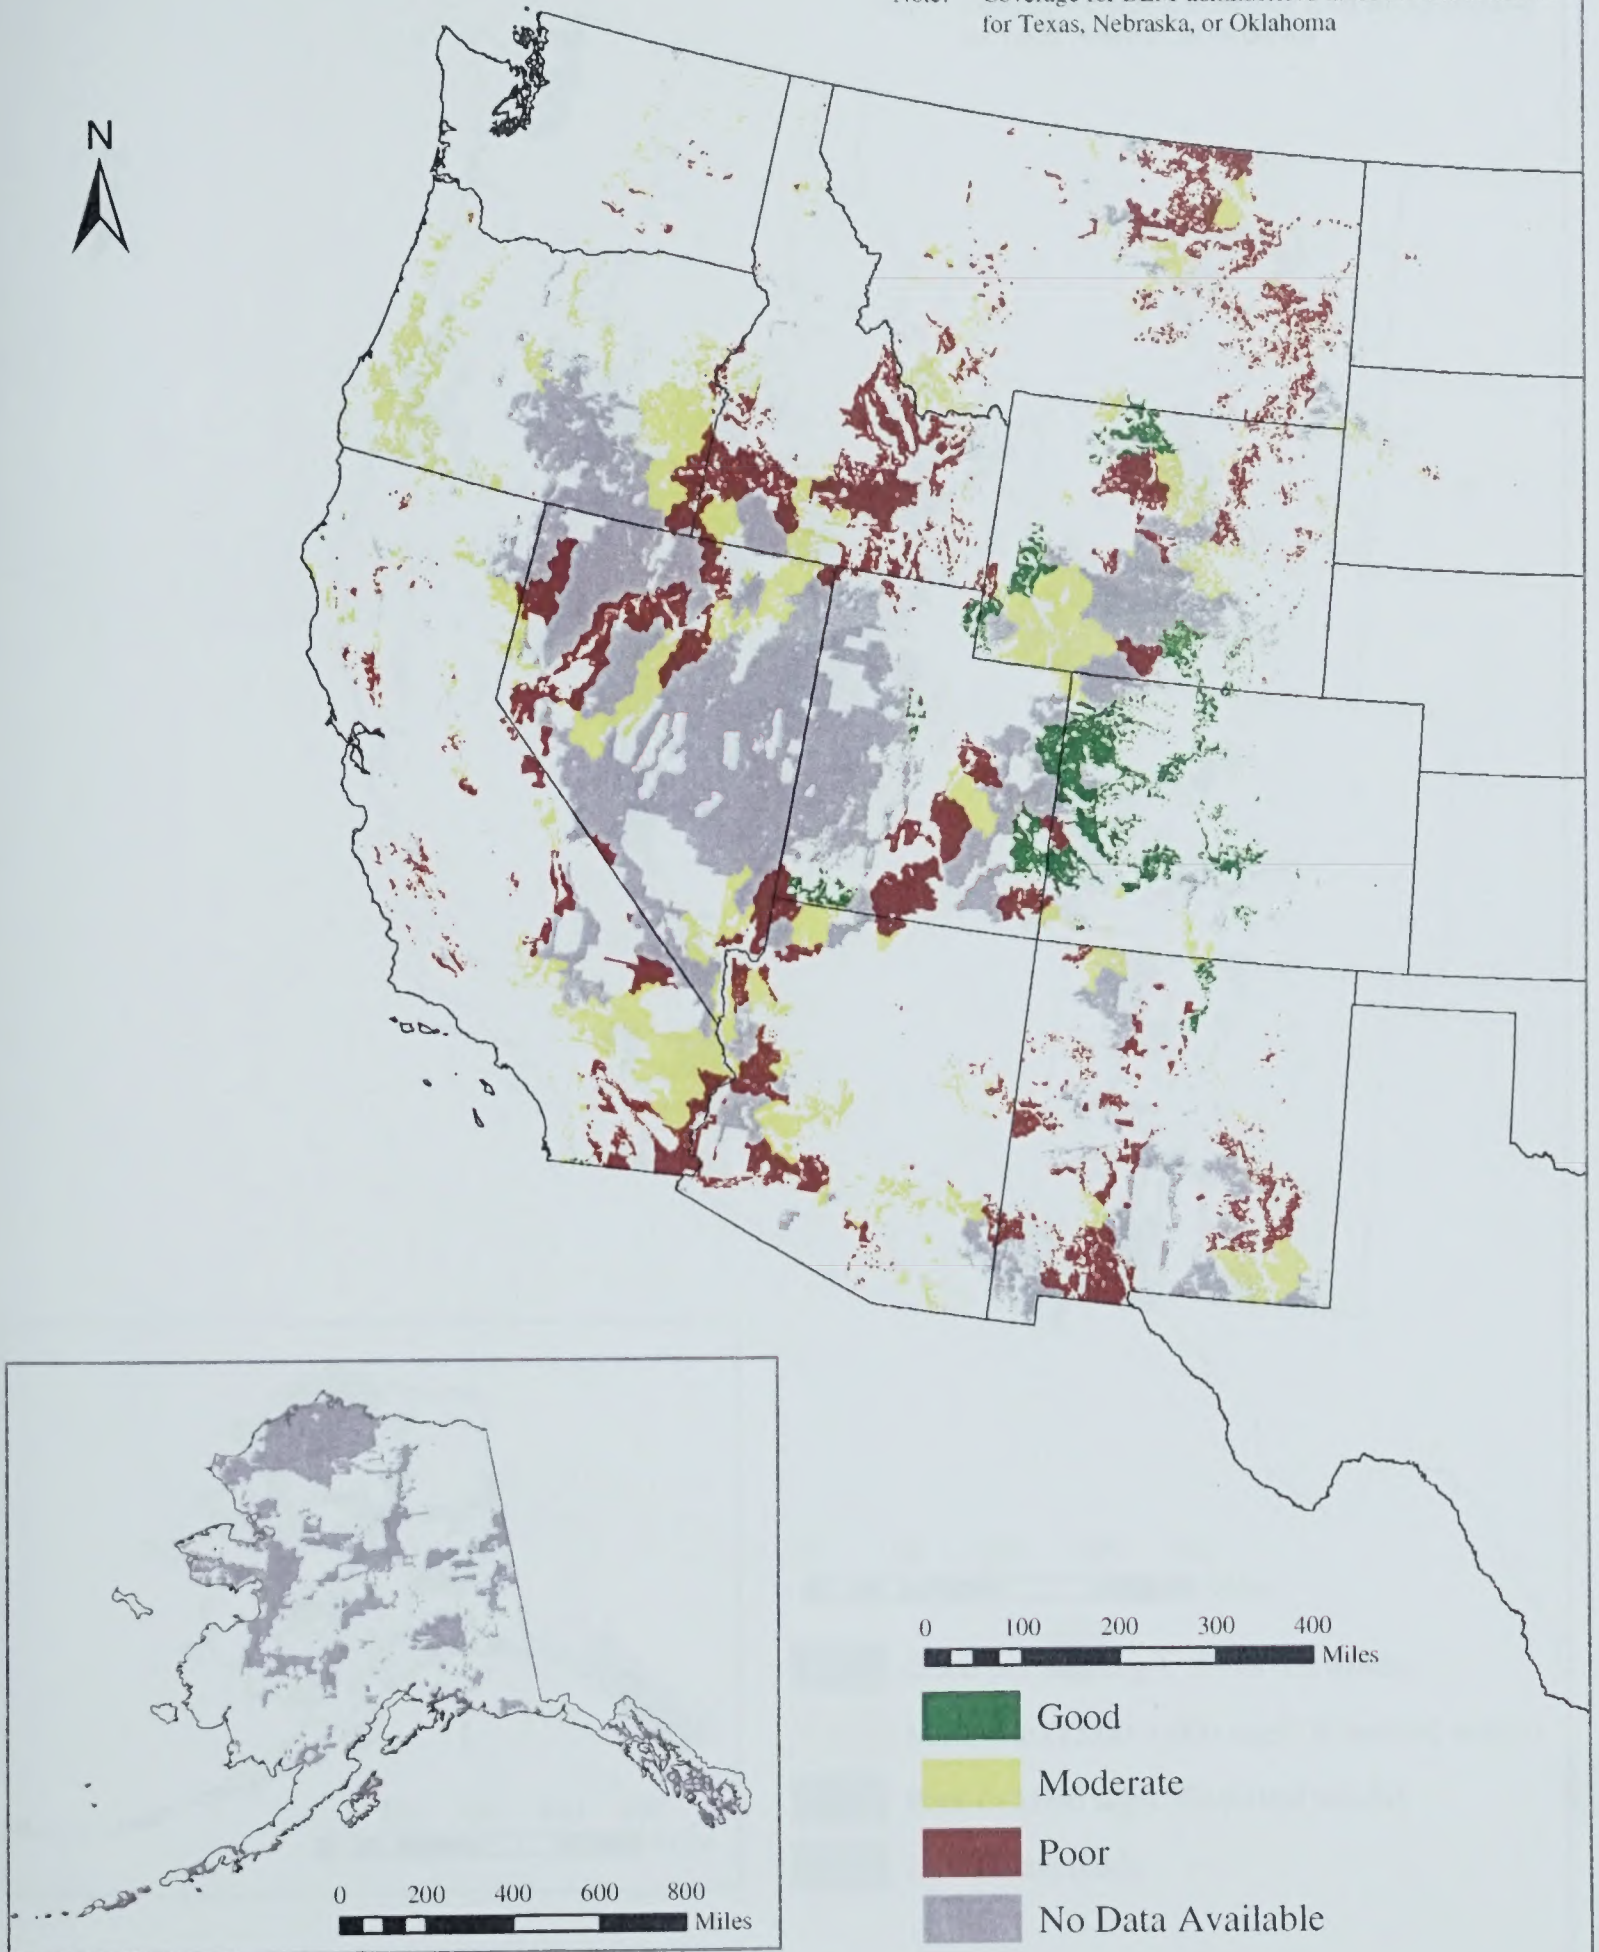 for Texas, Nebraska, or Oklahoma
N
0 100 200 300 400
Miles
Good
Moderate
Poor
No Data Available
0 200 400 600 800
Miles